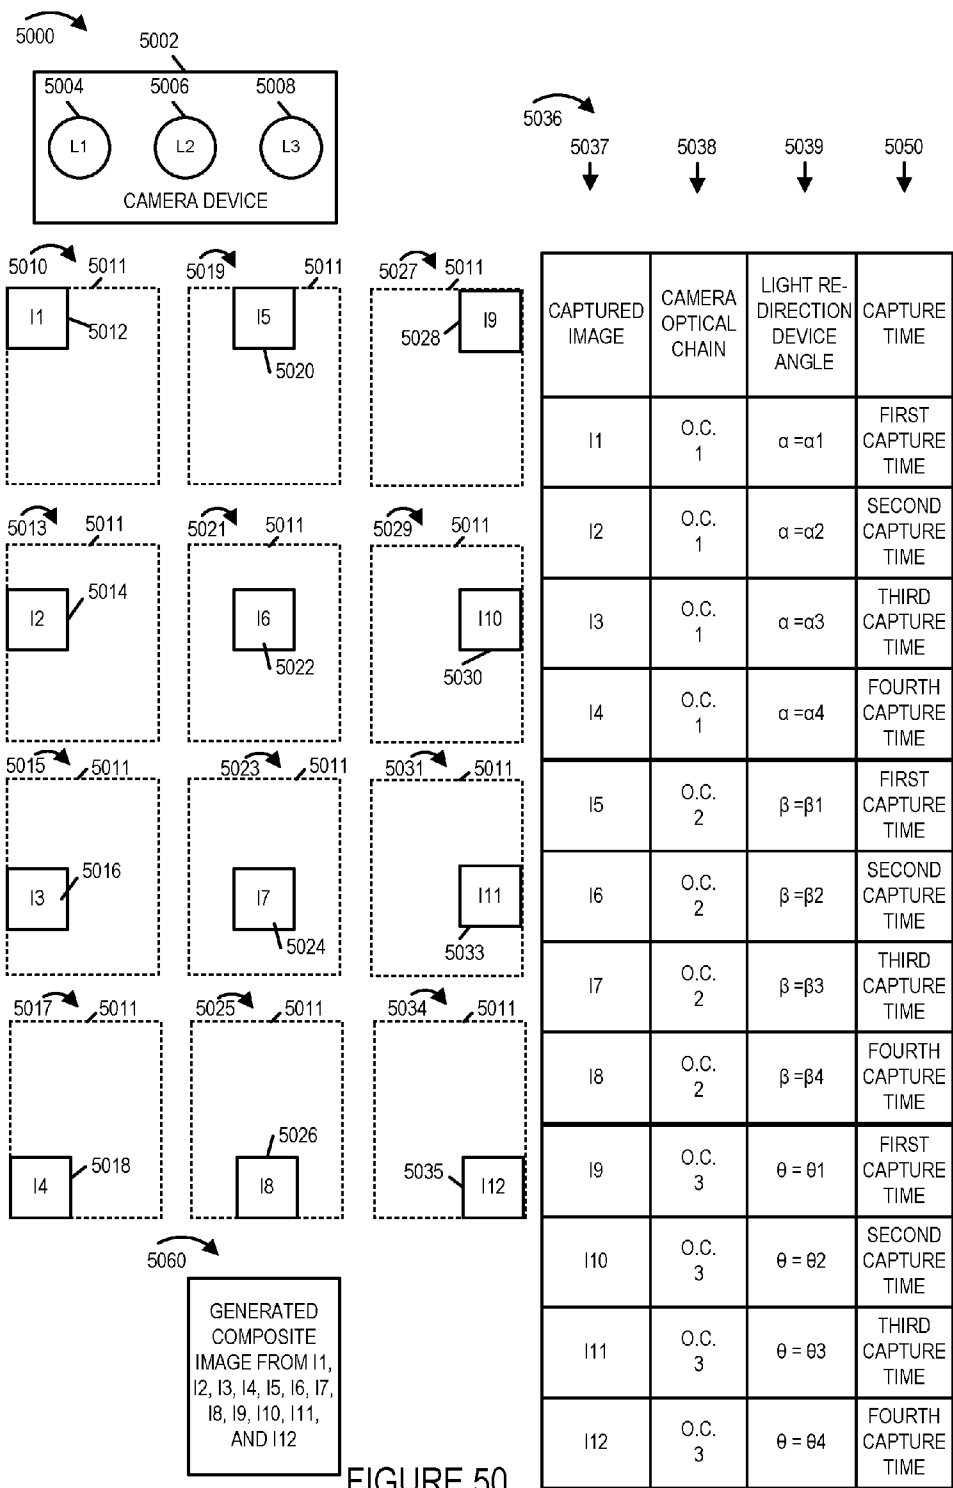 5000
5002
5004 5006 5008
L1 L2 L3
CAMERA DEVICE
5036
5037 5038 5039 5050
5010 5011 5019 5011 5027 5011
I1 5012 I5 5020 5028 I9
5013 5011 5021 5011 5029 5011
I2 5014 I6 5022 I10 5030
5015 5011 5023 5011 5031 5011
I3 5016 I7 5024 I11 5033
5017 5011 5025 5011 5034 5011
I4 5018 5026 I8 5035 I12
5060
GENERATED
COMPOSITE
IMAGE FROM I1,
I2, I3, I4, I5, I6, I7,
I8, I9, I10, I11,
AND I12
CAPTURED
IMAGE
CAMERA
OPTICAL
CHAIN
LIGHT RE-
DIRECTION
DEVICE
ANGLE
CAPTURE
TIME
I1
O.C.
1
α =α1
FIRST
CAPTURE
TIME
I2
O.C.
1
α =α2
SECOND
CAPTURE
TIME
I3
O.C.
1
α =α3
THIRD
CAPTURE
TIME
I4
O.C.
1
α =α4
FOURTH
CAPTURE
TIME
I5
O.C.
2
β =β1
FIRST
CAPTURE
TIME
I6
O.C.
2
β =β2
SECOND
CAPTURE
TIME
I7
O.C.
2
β =β3
THIRD
CAPTURE
TIME
I8
O.C.
2
β =β4
FOURTH
CAPTURE
TIME
I9
O.C.
3
θ = θ1
FIRST
CAPTURE
TIME
I10
O.C.
3
θ = θ2
SECOND
CAPTURE
TIME
I11
O.C.
3
θ = θ3
THIRD
CAPTURE
TIME
I12
O.C.
3
θ = θ4
FOURTH
CAPTURE
TIME
FIGURE 50